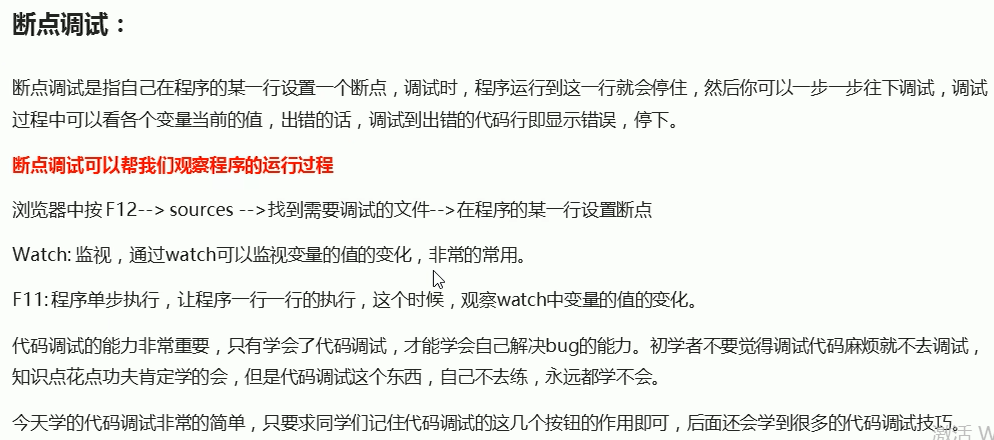 断点调试：
断点调试是指自己在程序的某一行设置一个断点，调试时，程序运行到这一行就会停住，然后你可以一步一步往下调试，调试
过程中可以看各个变量当前的值，出错的话，调试到出错的代码行即显示错误，停下。
断点调试可以帮我们观察程序的运行过程
浏览器中按 F12--> sources -->找到需要调试的文件-->在程序的某一行设置断点
Watch: 监视，通过watch可以监视变量的值的变化，非常的常用。
F11: 程序单步执行，让程序一行一行的执行，这个时候，观察watch中变量的值的变化。
代码调试的能力非常重要，只有学会了代码调试，才能学会自己解决bug的能力。初学者不要觉得调试代码麻烦就不去调试，
知识点花点功夫肯定学的会，但是代码调试这个东西，自己不去练，永远都学不会。
今天学的代码调试非常的简单，只要求同学们记住代码调试的这几个按钮的作用即可，后面还会学到很多的代码调试技巧。
激活 W